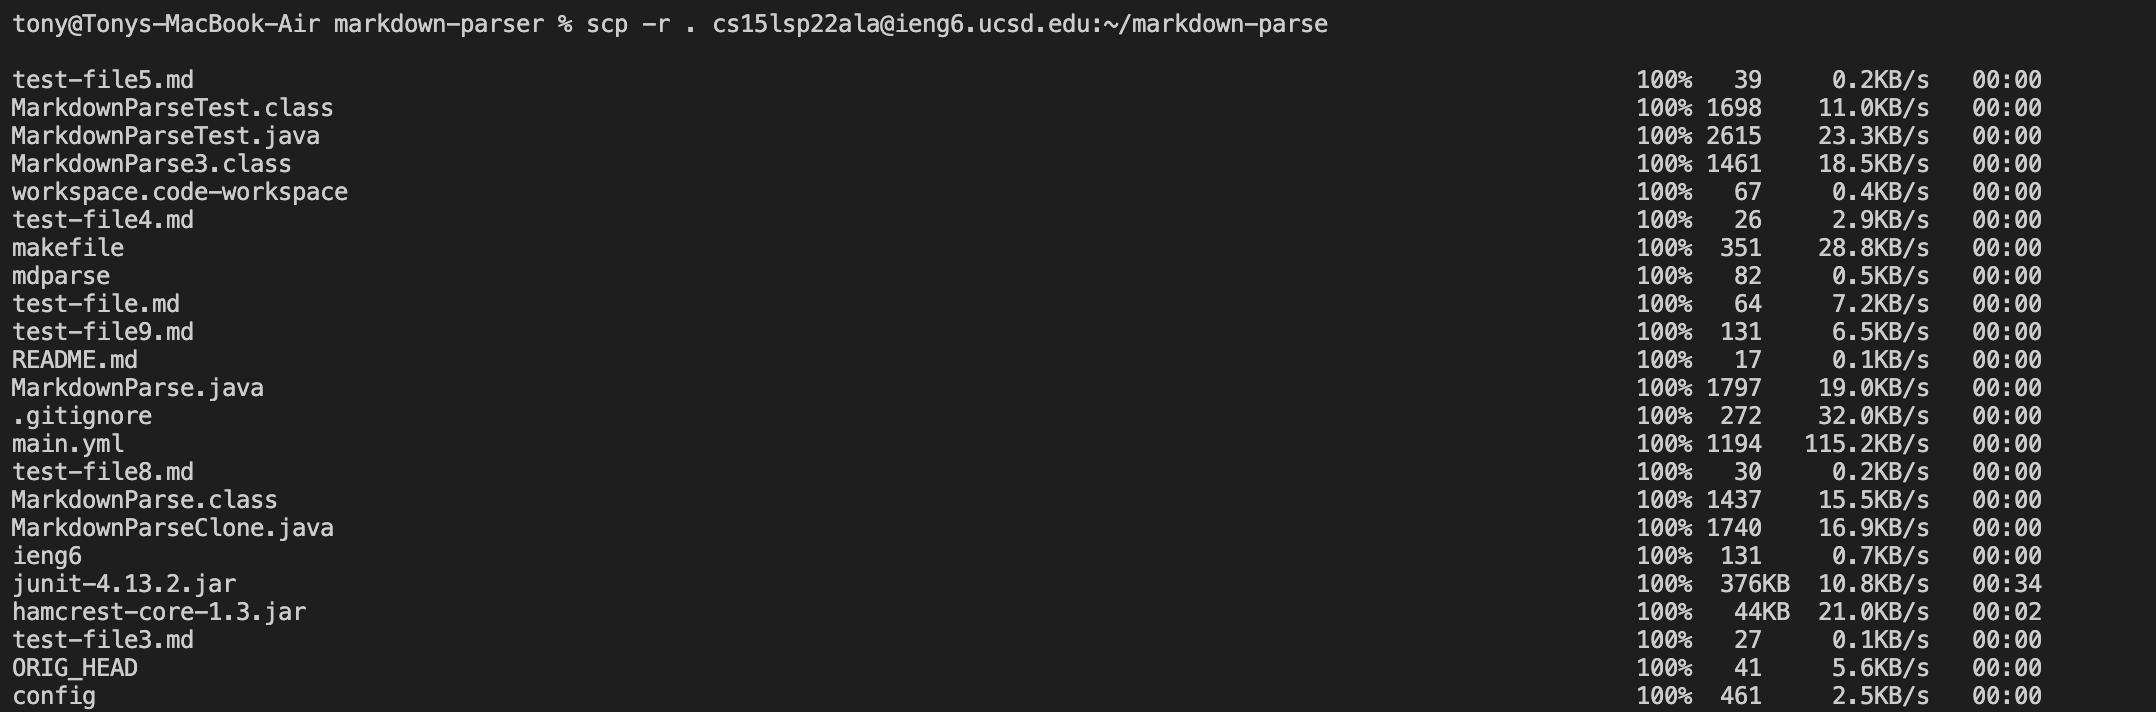 tony@Tonys-MacBook-Air markdown-parser % scp -r . cs15lsp22ala@ieng6.ucsd.edu:~/markdown-parse
test-file5.md 100% 39 0.2KB/s 00:00
MarkdownParseTest.class 100% 1698 11.0KB/s 00:00
MarkdownParseTest.java 100% 2615 23.3KB/s 00:00
MarkdownParse3.class 100% 1461 18.5KB/s 00:00
workspace.code-workspace 100% 67 0.4KB/s 00:00
test-file4.md 100% 26 2.9KB/s 00:00
makefile 100% 351 28.8KB/s 00:00
mdparse 100% 82 0.5KB/s 00:00
test-file.md 100% 64 7.2KB/s 00:00
test-file9.md 100% 131 6.5KB/s 00:00
README.md 100% 17 0.1KB/s 00:00
MarkdownParse.java 100% 1797 19.0KB/s 00:00
.gitignore 100% 272 32.0KB/s 00:00
main.yml 100% 1194 115.2KB/s 00:00
test-file8.md 100% 30 0.2KB/s 00:00
MarkdownParse.class 100% 1437 15.5KB/s 00:00
MarkdownParseClone.java 100% 1740 16.9KB/s 00:00
ieng6 100% 131 0.7KB/s 00:00
junit-4.13.2.jar 100% 376KB 10.8KB/s 00:34
hamcrest-core-1.3.jar 100% 44KB 21.0KB/s 00:02
test-file3.md 100% 27 0.1KB/s 00:00
ORIG_HEAD 100% 41 5.6KB/s 00:00
config 100% 461 2.5KB/s 00:00